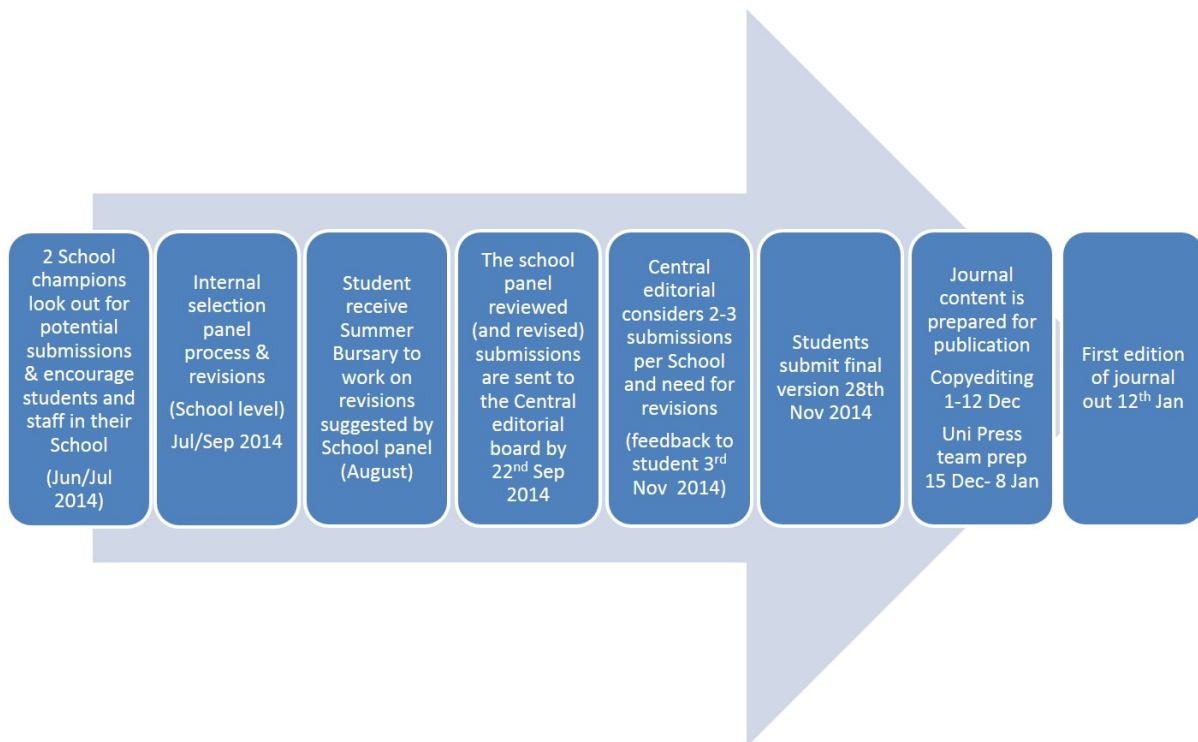 2 School
champions
look out for
potential
submissions
& encourage
students and
staff in their
School
(Jun/Jul
2014)
Internal
selection
panel
process &
revisions
(School level)
Jul/Sep 2014
Student
receive
Summer
Bursary to
work on
revisions
suggested by
School panel
(August)
The school
panel
reviewed
(and revised)
submissions
are sent to
the Central
editorial
board by
22nd Sep
2014
Central
editorial
considers 2-3
submissions
per School
and need for
revisions
(feedback to
student 3rd
Nov 2014)
Students
submit final
version 28th
Nov 2014
Journal
content is
prepared for
publication
Copyediting
1-12 Dec
Uni Press
team prep
15 Dec- 8 Jan
First edition
of journal
out 12th Jan